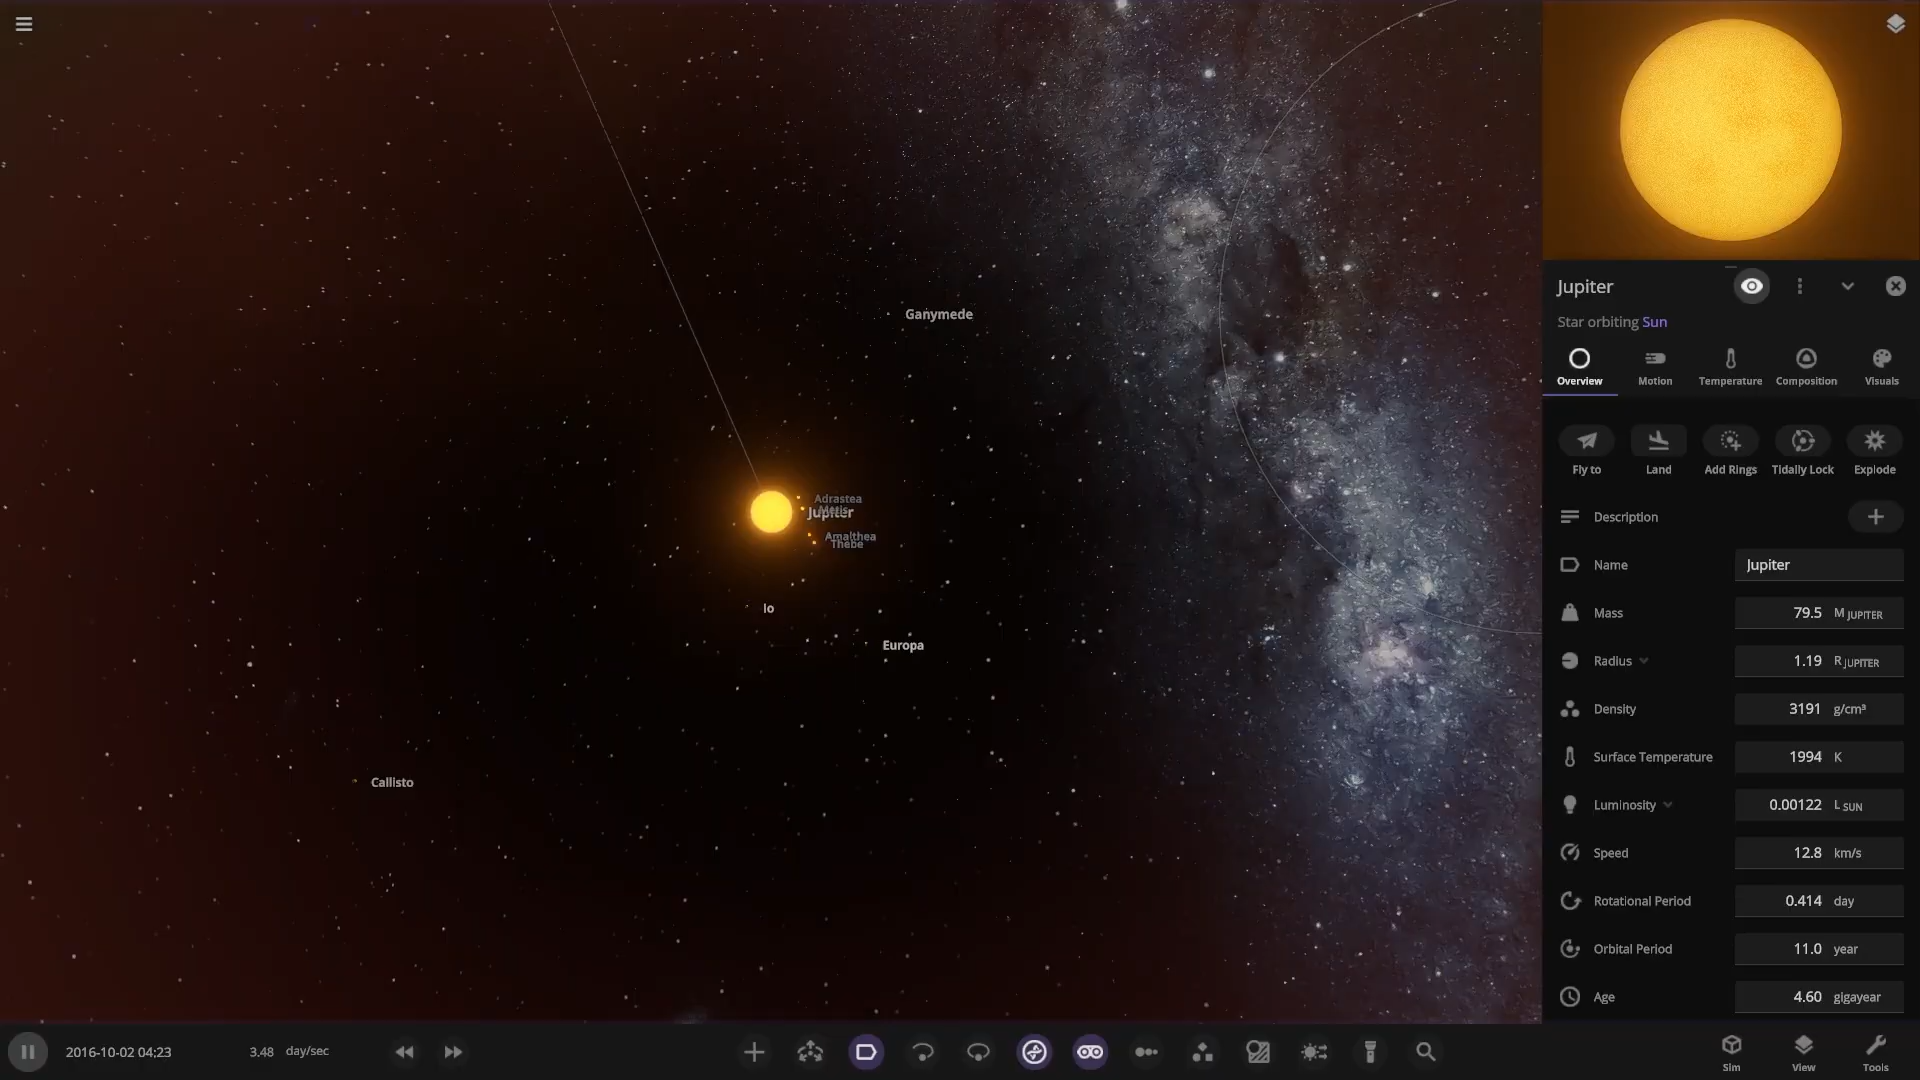 Ganymede
Adrastea
Metis
Jupiter
Amalthea
Thebe
Io
Europa
Callisto
Jupiter
Star orbiting Sun
Overview
Motion
Temperature
Composition
Visuals
Fly to
Land
Add Rings
Tidally Lock
Explode
Description
Name Jupiter
Mass 79.5 M JUPITER
Radius 1.19 R JUPITER
Density 3191 g/cm³
Surface Temperature 1994 K
Luminosity 0.00122 L SUN
Speed 12.8 km/s
Rotational Period 0.414 day
Orbital Period 11.0 year
Age 4.60 gigayear
2016-10-02 04:23
3.48 day/sec
Sim
View
Tools